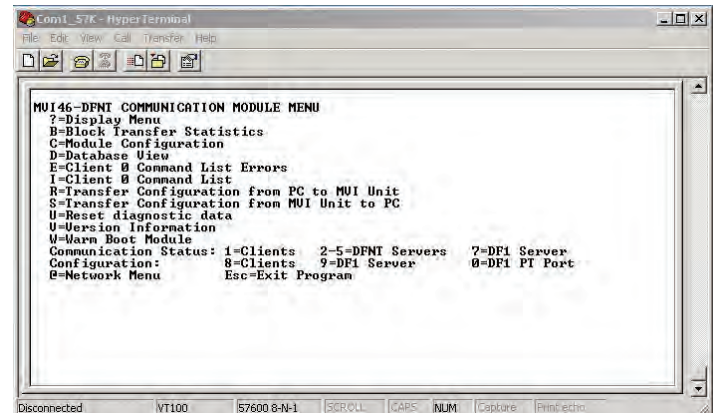 Com1_57K - HyperTerminal
File Edit View Call Transfer Help
MVI46-DFNT COMMUNICATION MODULE MENU
?=Display Menu
B=Block Transfer Statistics
C=Module Configuration
D=Database View
E=Client 0 Command List Errors
I=Client 0 Command List
R=Transfer Configuration from PC to MVI Unit
S=Transfer Configuration from MVI Unit to PC
U=Reset diagnostic data
V=Version Information
W=Warm Boot Module
Communication Status: 1=Clients 2-5=DFNT Servers 7=DF1 Server
Configuration: 8=Clients 9=DF1 Server 0=DF1 PT Port
@=Network Menu Esc=Exit Program
Disconnected VT100 57600 8-N-1 SCROLL CAPS NUM Capture Print echo